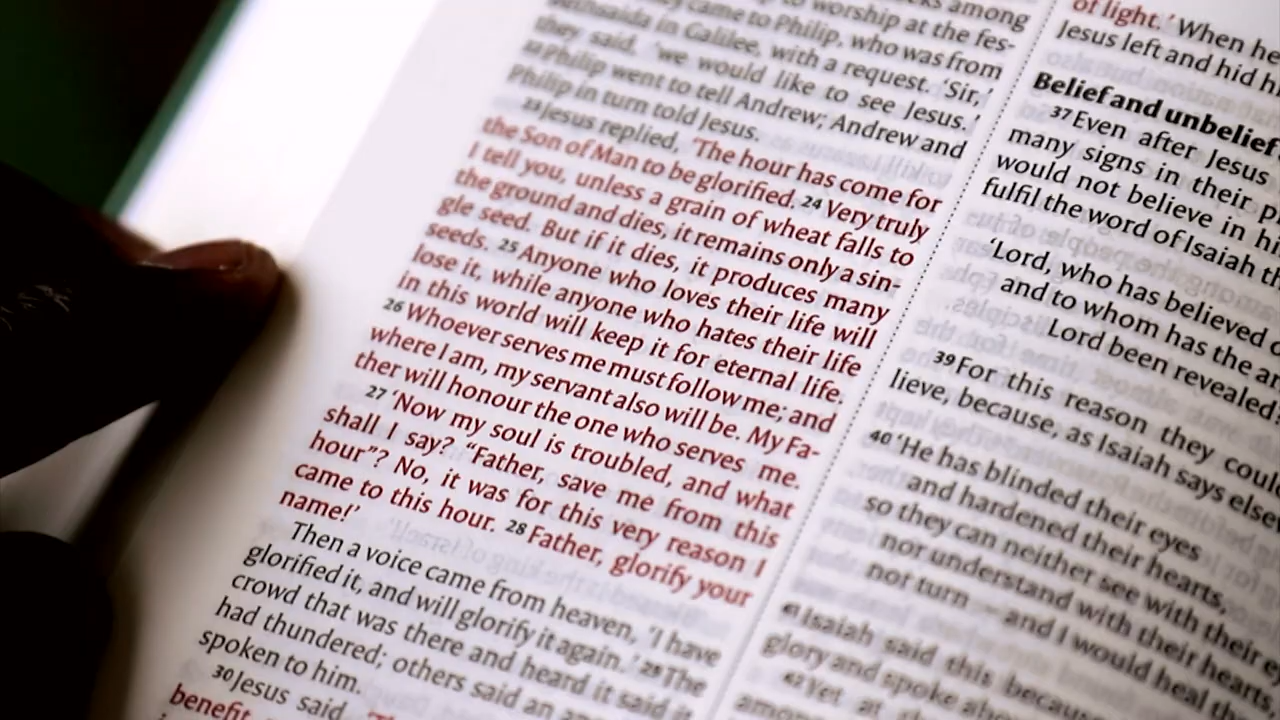 to worship at the fes-
came to Philip, who was from
in Galilee, with a request. ‘Sir,’
they said, ‘we would like to see Jesus.’
22 Philip went to tell Andrew; Andrew and
Philip in turn told Jesus.
23 Jesus replied, ‘The hour has come for
the Son of Man to be glorified. 24 Very truly
I tell you, unless a grain of wheat falls to
the ground and dies, it remains only a sin-
gle seed. But if it dies, it produces many
seeds. 25 Anyone who loves their life will
lose it, while anyone who hates their life
in this world will keep it for eternal life.
26 Whoever serves me must follow me; and
where I am, my servant also will be. My Fa-
ther will honour the one who serves me.
27 ‘Now my soul is troubled, and what
shall I say? “Father, save me from this
hour”? No, it was for this very reason I
came to this hour. 28 Father, glorify your
name!’
Then a voice came from heaven, ‘I have
glorified it, and will glorify it again.’ 29 The
crowd that was there and heard it said it
had thundered; others said an
spoken to him.
30 Jesus said,
benefit
of light.’ When he
Jesus left and hid
Belief and unbelief
37 Even after Jesus
many signs in their
would not believe in
fulfil the word of Isaiah
‘Lord, who has believed
and to whom has the
Lord been revealed
39 For this reason they
lieve, because, as Isaiah says
40 ‘He has blinded their eyes
and hardened their hearts,
so they can neither see with their
nor understand with their hearts,
nor turn – and I would heal
41 Isaiah said this
glory and spoke
42 Yet at